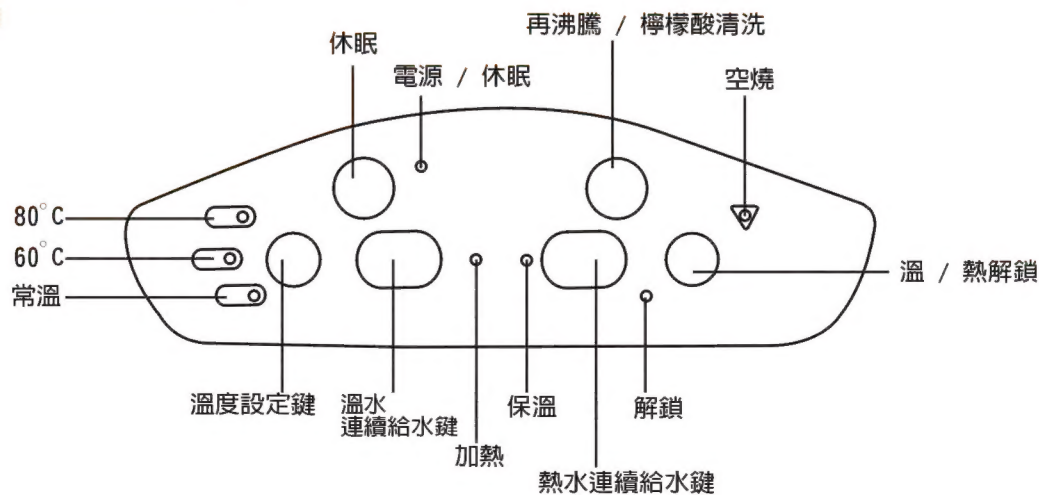 再沸騰 / 檸檬酸清洗
休眠
電源 / 休眠
空燒
80°C
60°C
常溫
溫 / 熱解鎖
溫度設定鍵
溫水
連續給水鍵
加熱
保溫
熱水連續給水鍵
解鎖